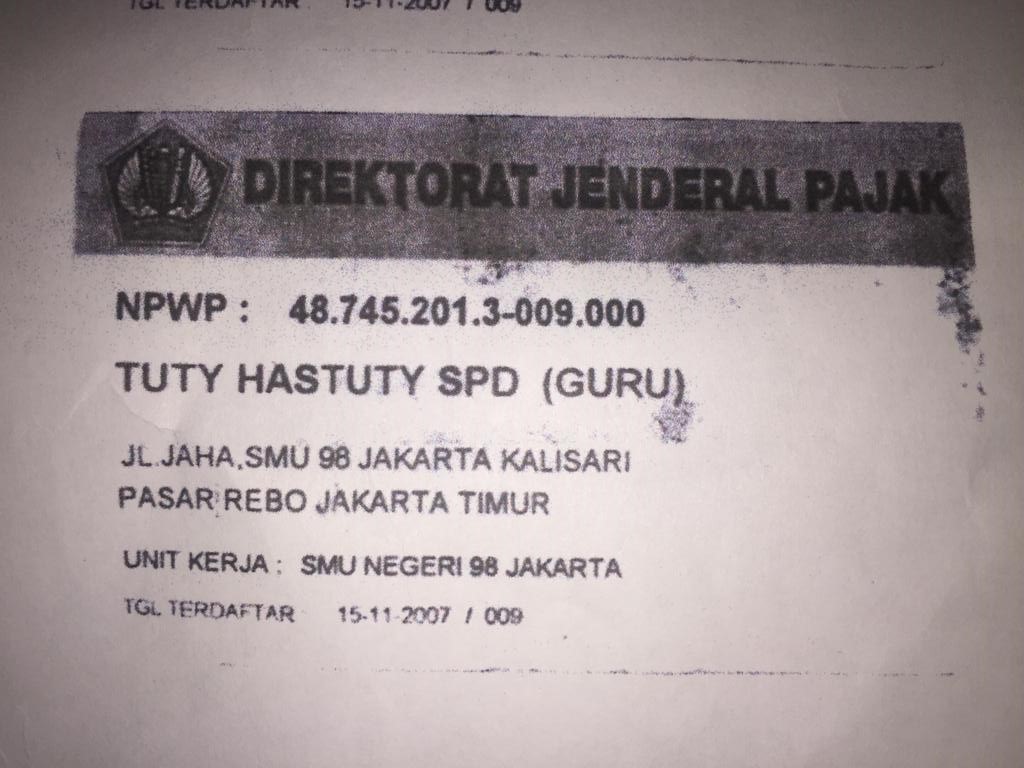 TGL TERDAFTAR 15-11-2007 / 009
DIREKTORAT JENDERAL PAJAK
NPWP : 48.745.201.3-009.000
TUTY HASTUTY SPD (GURU)
JL.JAHA,SMU 98 JAKARTA KALISARI
PASAR REBO JAKARTA TIMUR
UNIT KERJA : SMU NEGERI 98 JAKARTA
TGL TERDAFTAR 15-11-2007 / 009